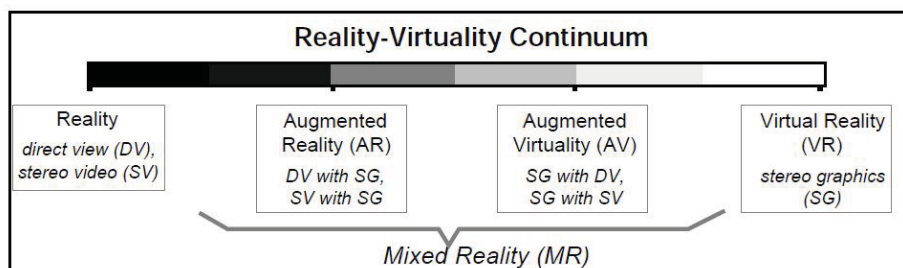 Reality-Virtuality Continuum
Reality
direct view (DV),
stereo video (SV)
Augmented
Reality (AR)
DV with SG,
SV with SG
Augmented
Virtuality (AV)
SG with DV,
SG with SV
Virtual Reality
(VR)
stereo graphics
(SG)
Mixed Reality (MR)